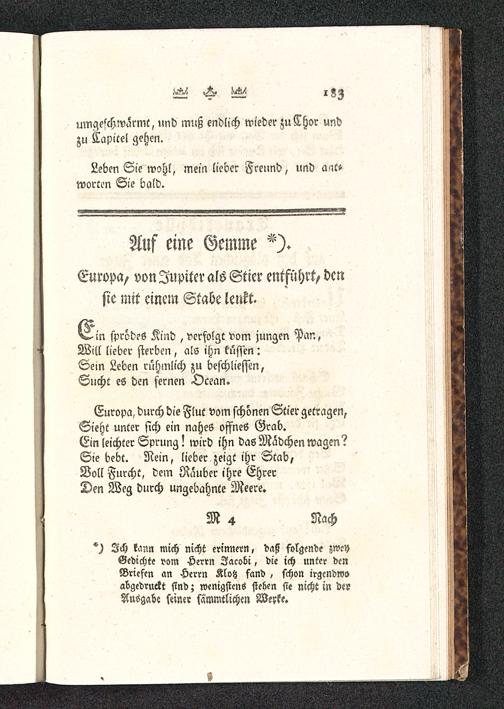 183
umgeschwärmt, und muß endlich wieder zu Chor und
zu Capitel gehen.
Leben Sie wohl, mein lieber Freund, und ant-
worten Sie bald.
Auf eine Gemme *).
Europa, von Jupiter als Stier entführt, den
sie mit einem Stabe lenkt.
Ein sprödes Kind, verfolgt vom jungen Pan,
Will lieber sterben, als ihn küssen:
Sein Leben rühmlich zu beschliessen,
Sucht es den fernen Ocean.
Europa, durch die Flut vom schönen Stier getragen,
Sieht unter sich ein nahes offnes Grab.
Ein leichter Sprung! wird ihn das Mädchen wagen?
Sie bebt. Nein, lieber zeigt ihr Stab,
Voll Furcht, dem Räuber ihre Ehrer
Den Weg durch ungebahnte Meere.
M 4 Nach
*) Ich kann mich nicht erinnern, daß folgende zwey
Gedichte vom Herrn Jacobi, die ich unter den
Briefen an Herrn Klotz fand, schon irgendwo
abgedruckt sind; wenigstens stehen sie nicht in der
Ausgabe seiner sämmtlichen Werke.